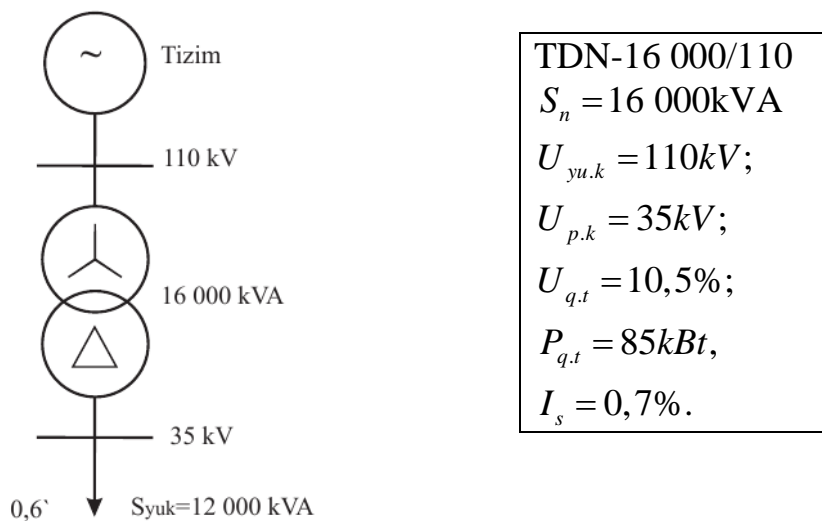 ~
Tizim
110 kV
16 000 kVA
35 kV
0,6` Syuk=12 000 kVA
TDN-16 000/110
S_n = 16 000kVA
U_yu.k = 110kV;
U_p.k = 35kV;
U_q.t = 10,5%;
P_q.t = 85kBt,
I_s = 0,7%.